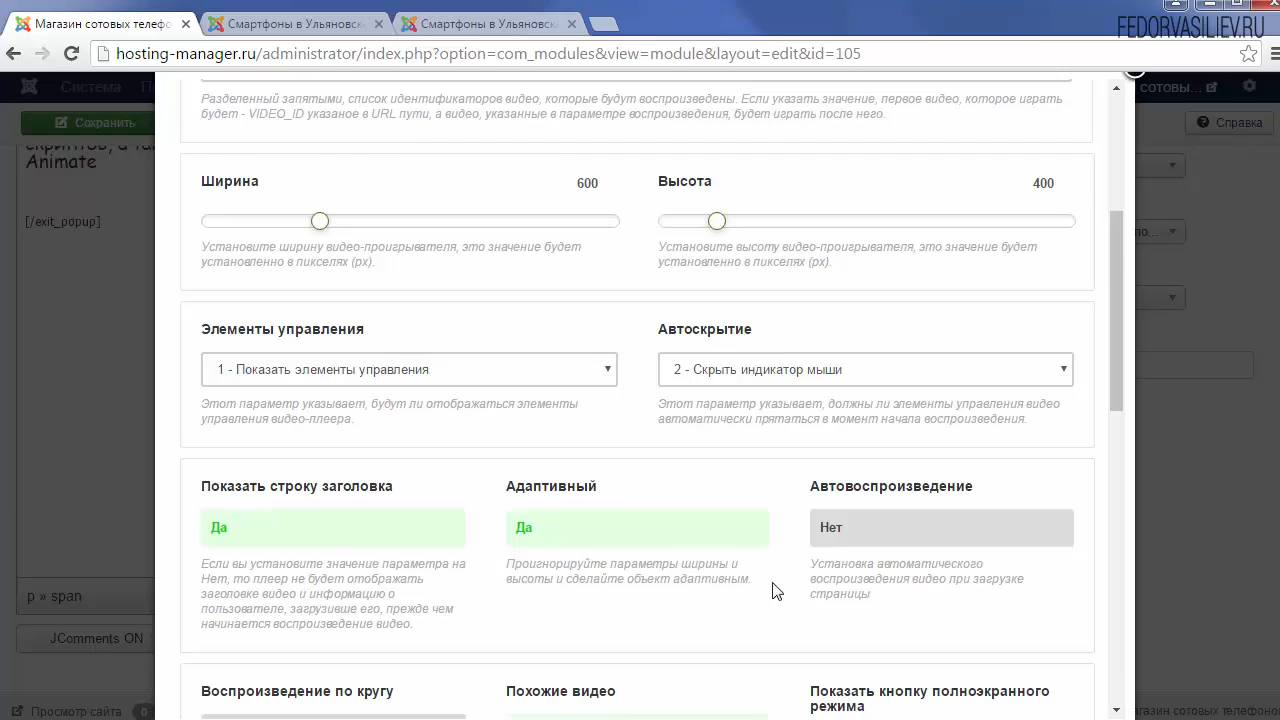 Магазин сотовых телефо
Смартфоны в Ульяновск
Смартфоны в Ульяновск
FEDORVASILIEV.RU
hosting-manager.ru/administrator/index.php?option=com_modules&view=module&layout=edit&id=105
Система
СОТОВЫ...
Сохранить
Справка
скриптов, а та
Animate
[/exit_popup]
Разделенный запятыми, список идентификаторов видео, которые будут воспроизведены. Если указать значение, первое видео, которое играть
будет - VIDEO_ID указаное в URL пути, а видео, указанные в параметре воспроизведения, будет играть после него.
Ширина 600
Высота 400
Установите ширину видео-проигрывателя, это значение будет
установленно в пикселях (px).
Установите высоту видео-проигрывателя, это значение будет
установленно в пикселях (px).
Элементы управления
Автоскрытие
1 - Показать элементы управления
2 - Скрыть индикатор мыши
Этот параметр указывает, будут ли отображаться элементы
управления видео-плеера.
Этот параметр указывает, должны ли элементы управления видео
автоматически прятаться в момент начала воспроизведения.
Показать строку заголовка
Адаптивный
Автовоспроизведение
Да
Да
Нет
Если вы установите значение параметра на
Нет, то плеер не будет отображать
заголовке видео и информацию о
пользователе, загрузившие его, прежде чем
начинается воспроизведение видео.
Проигнорируйте параметры ширины и
высоты и сделайте объект адаптивным.
Установка автоматического
воспроизведения видео при загрузке
страницы
p » span
JComments ON
Воспроизведение по кругу
Похожие видео
Показать кнопку полноэкранного
режима
Просмотр сайта 0
магазин сотовых телефоно